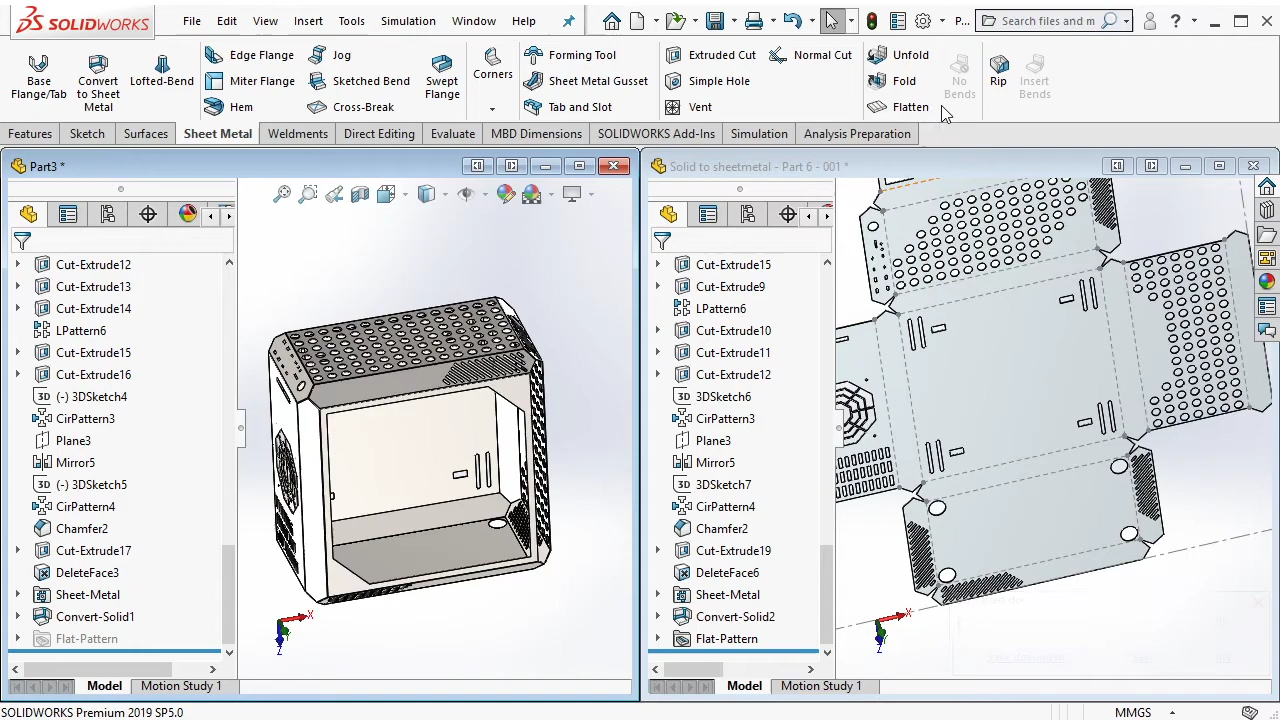 SOLIDWORKS File Edit View Insert Tools Simulation Window Help P... Search files and m ?
Edge Flange Jog Forming Tool Extruded Cut Normal Cut Unfold
Base Flange/Tab Convert to Sheet Metal Lofted-Bend Miter Flange Sketched Bend Swept Flange Corners Sheet Metal Gusset Simple Hole Fold No Bends Rip Insert Bends
Hem Cross-Break Tab and Slot Vent Flatten
Features Sketch Surfaces Sheet Metal Weldments Direct Editing Evaluate MBD Dimensions SOLIDWORKS Add-Ins Simulation Analysis Preparation
Part3 *
Cut-Extrude12
Cut-Extrude13
Cut-Extrude14
LPattern6
Cut-Extrude15
Cut-Extrude16
3D (-) 3DSketch4
CirPattern3
Plane3
Mirror5
3D (-) 3DSketch5
CirPattern4
Chamfer2
Cut-Extrude17
DeleteFace3
Sheet-Metal
Convert-Solid1
Flat-Pattern
X
Z
Model Motion Study 1
Solid to sheetmetal - Part 6 - 001 *
Cut-Extrude15
Cut-Extrude9
LPattern6
Cut-Extrude10
Cut-Extrude11
Cut-Extrude12
3D 3DSketch6
CirPattern3
Plane3
Mirror5
3D 3DSketch7
CirPattern4
Chamfer2
Cut-Extrude19
DeleteFace6
Sheet-Metal
Convert-Solid2
Flat-Pattern
X
Z
Model Motion Study 1
SOLIDWORKS Premium 2019 SP5.0 MMGS